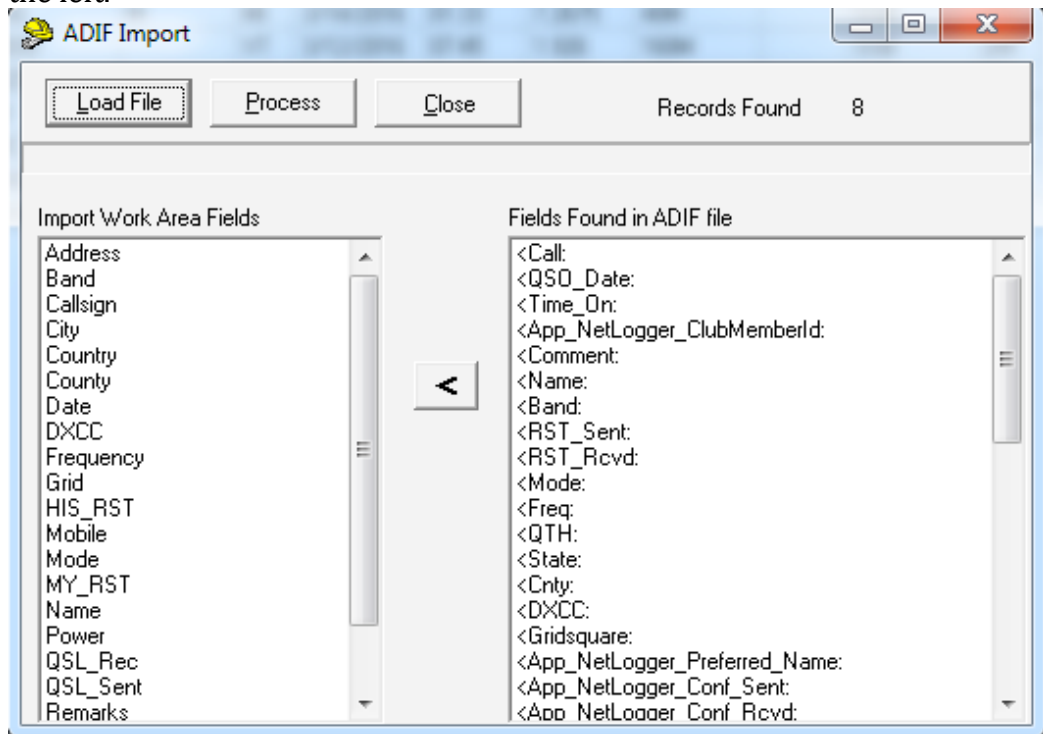 ADIF Import
Load File Process Close Records Found 8
Import Work Area Fields
Address
Band
Callsign
City
Country
County
Date
DXCC
Frequency
Grid
HIS_RST
Mobile
Mode
MY_RST
Name
Power
QSL_Rec
QSL_Sent
Remarks
<
Fields Found in ADIF file
<Call:
<QSO_Date:
<Time_On:
<App_NetLogger_ClubMemberId:
<Comment:
<Name:
<Band:
<RST_Sent:
<RST_Rcvd:
<Mode:
<Freq:
<QTH:
<State:
<Cnty:
<DXCC:
<Gridsquare:
<App_NetLogger_Preferred_Name:
<App_NetLogger_Conf_Sent:
<App_NetLogger_Conf_Rcvd: